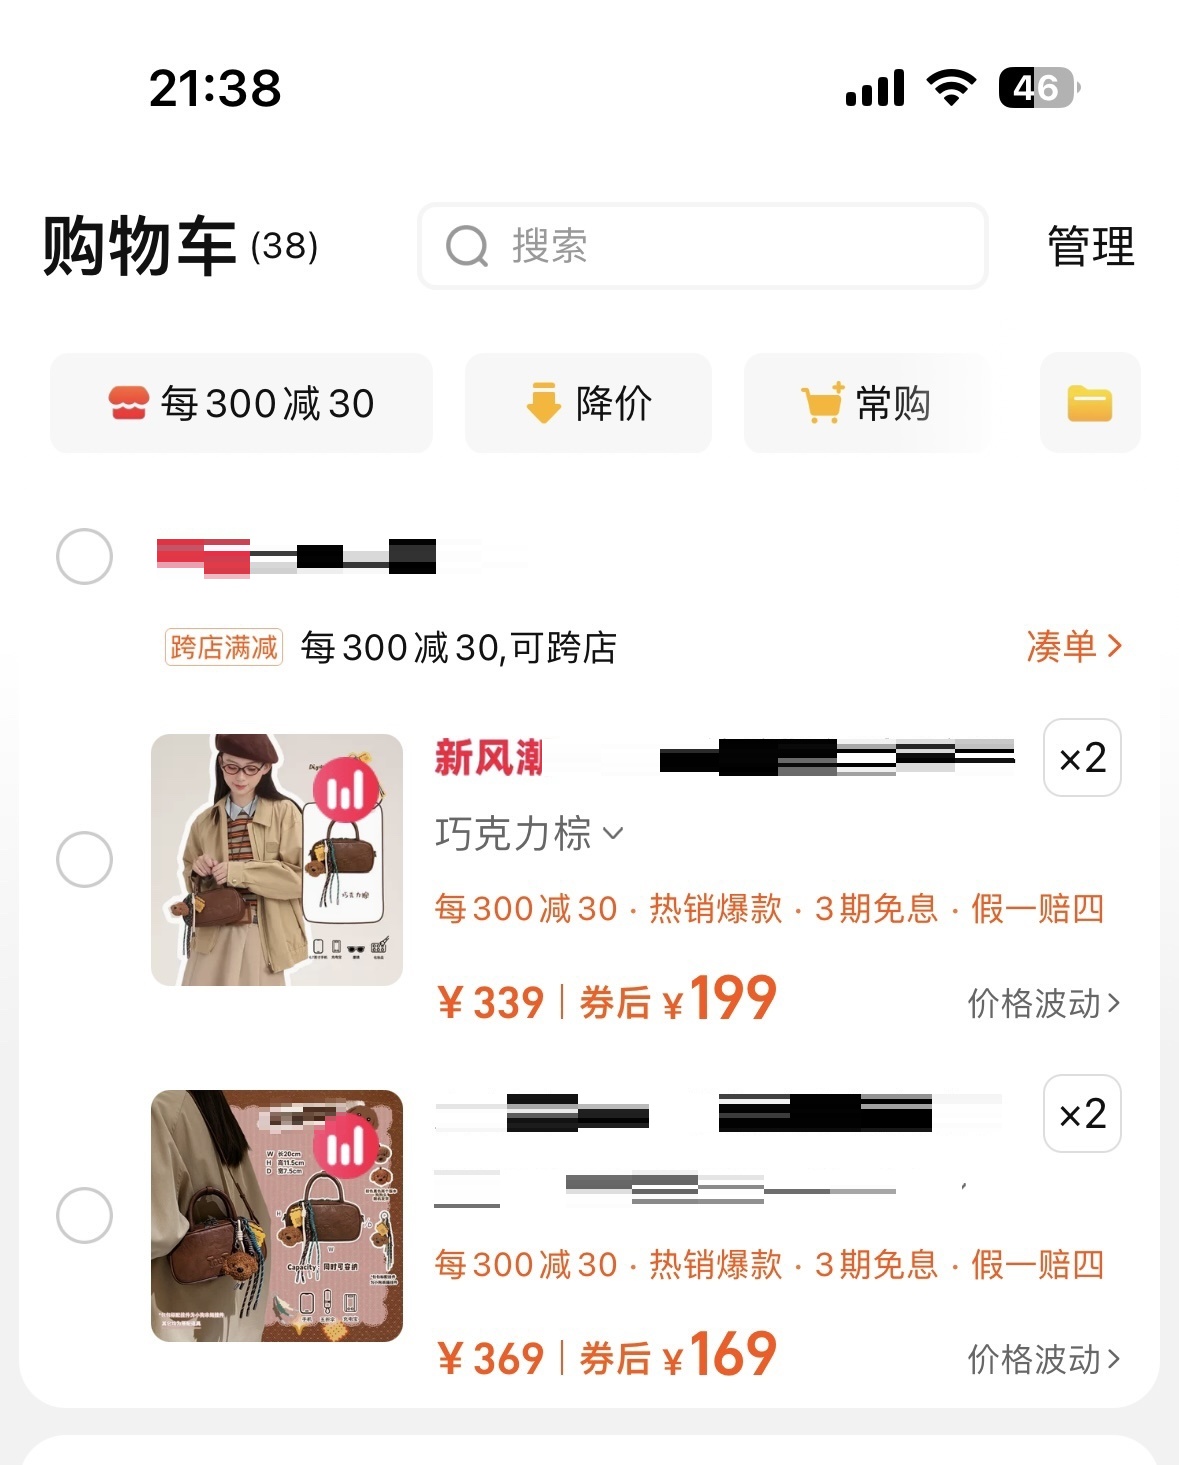 21:38
46
购物车 (38)
搜索
管理
每300减30
降价
常购
跨店满减
每300减30,可跨店
凑单
新风潮
×2
巧克力棕
每300减30 · 热销爆款 · 3期免息 · 假一赔四
¥339
券后 ¥199
价格波动
巧克力棕
×2
W 长20cm
H 高11.5cm
D 宽7.5cm
Capacity 同时可容纳
每300减30 · 热销爆款 · 3期免息 · 假一赔四
¥369
券后 ¥169
价格波动